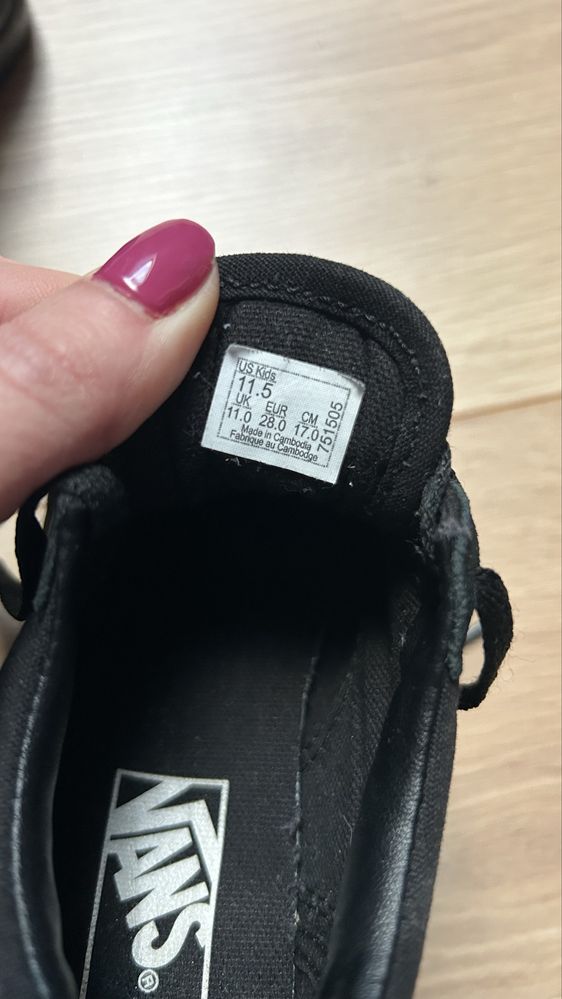 US Kids
11.5
UK EUR CM
11.0 28.0 17.0
Made in Cambodia
Fabrique au Cambodge
751505
VANS®